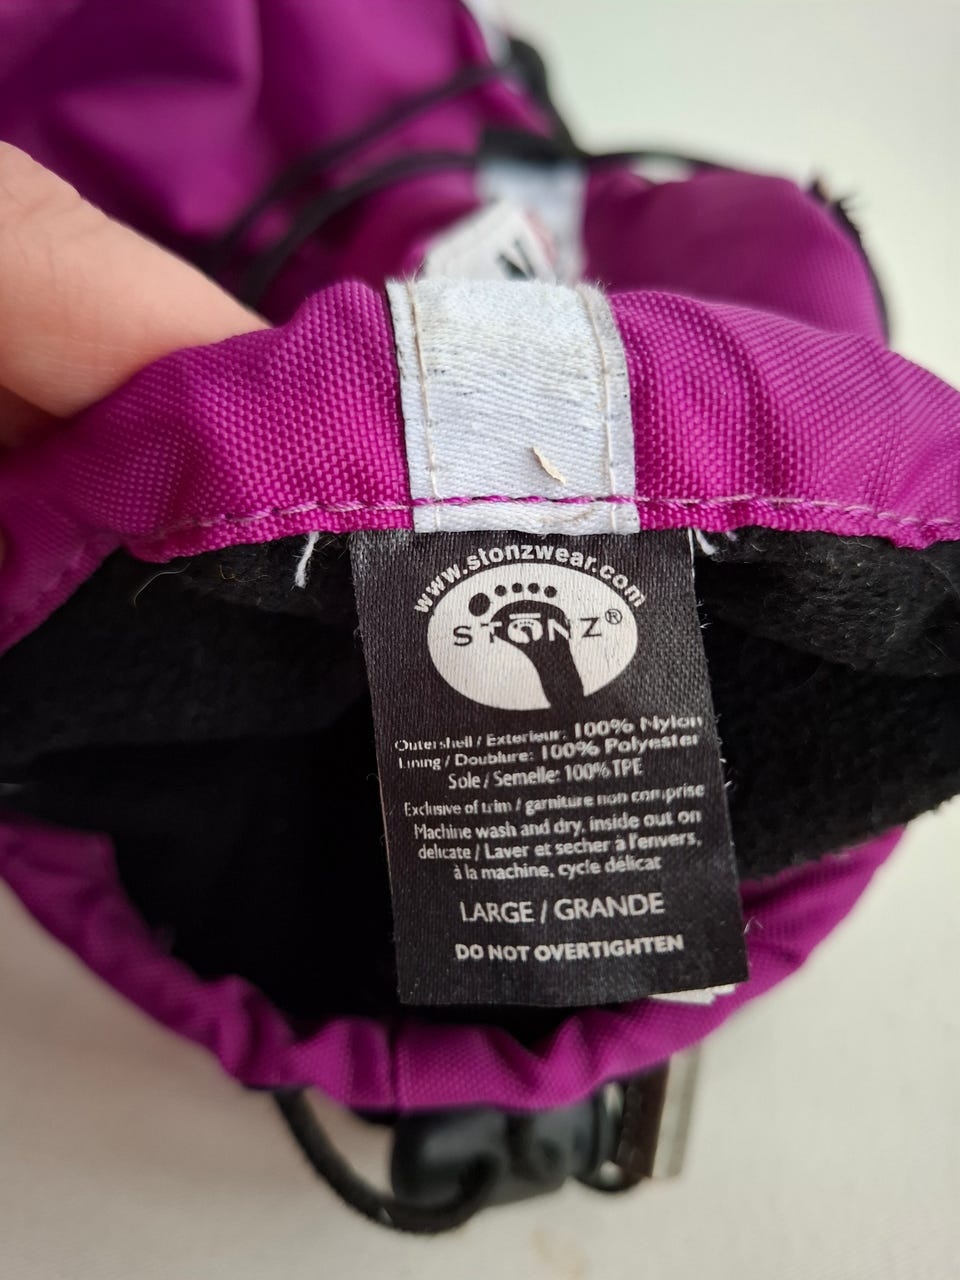 www.stonzwear.com
STŌNZ®
Outershell / Exterieur: 100% Nylon
Lining / Doublure: 100% Polyester
Sole / Semelle: 100% TPE
Exclusive of trim / garniture non comprise
Machine wash and dry, inside out on
delicate / Laver et secher à l'envers,
à la machine, cycle délicat
LARGE / GRANDE
DO NOT OVERTIGHTEN